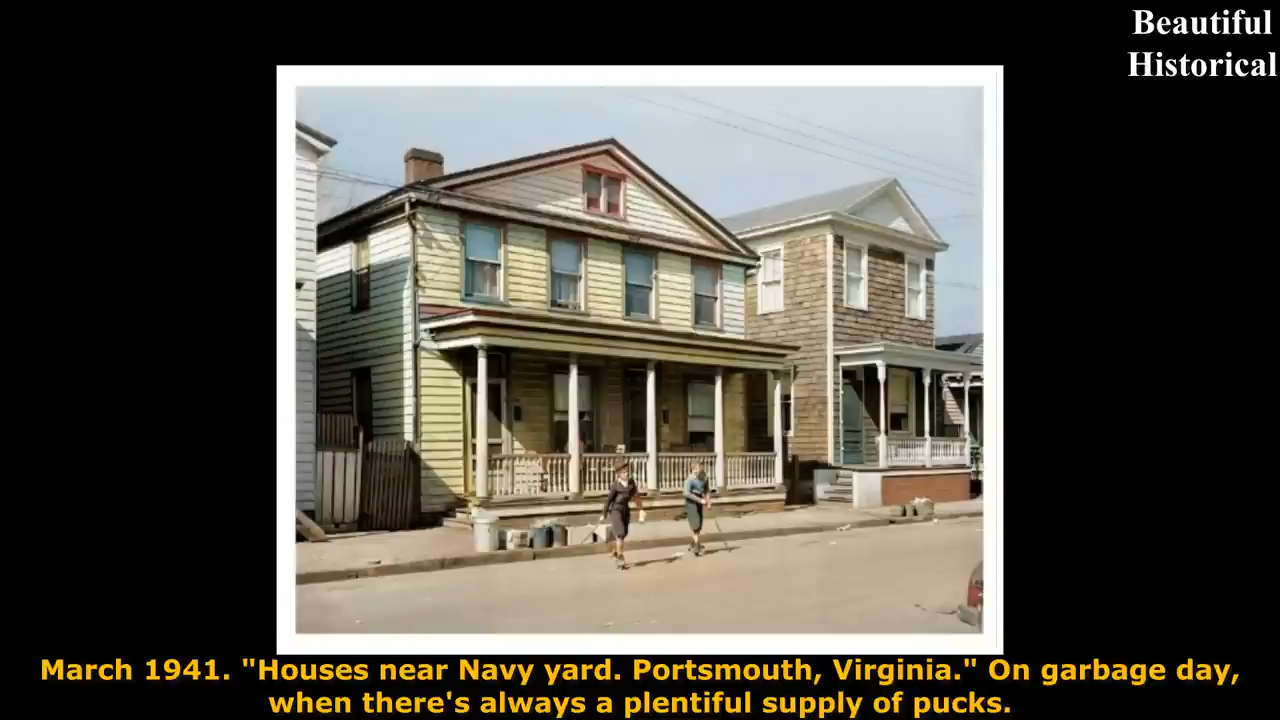 Beautiful
Historical
March 1941. "Houses near Navy yard. Portsmouth, Virginia." On garbage day,
when there's always a plentiful supply of pucks.